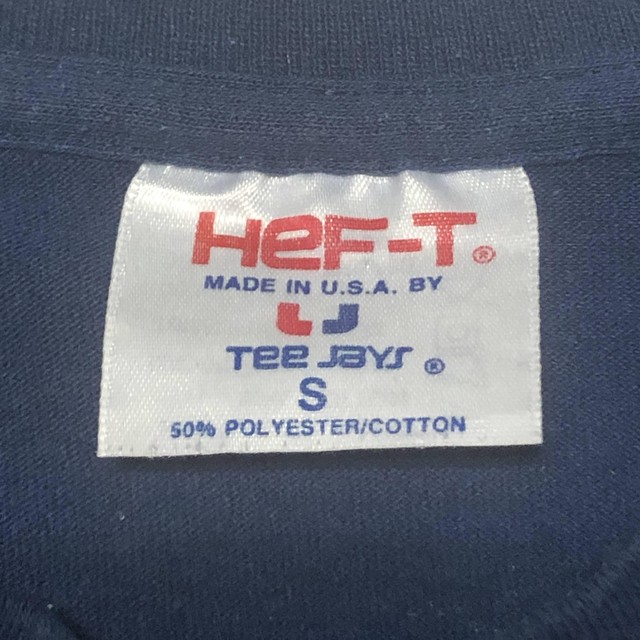 HeF-T®
MADE IN U.S.A. BY
TEE JAYS ®
S
50% POLYESTER/COTTON